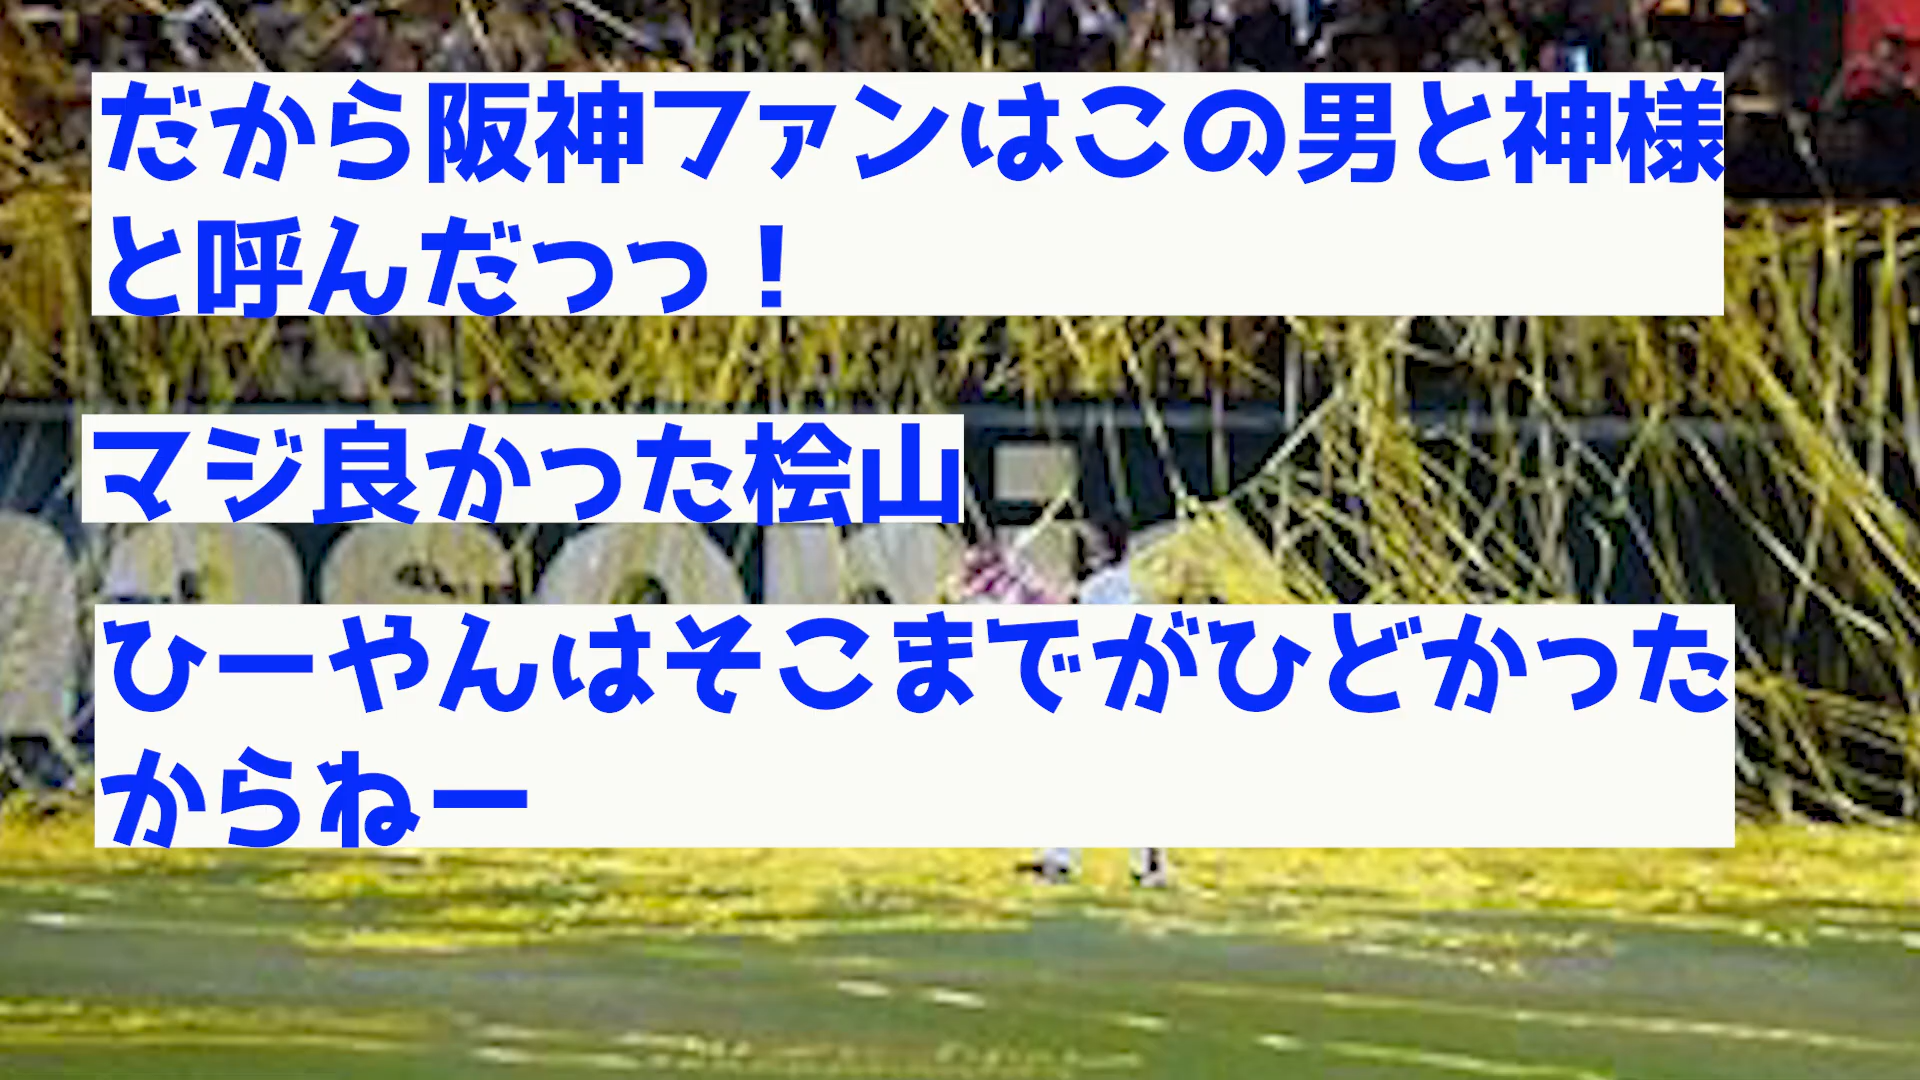 だから阪神ファンはこの男と神様
と呼んだっっ！
マジ良かった桧山
ひーやんはそこまでがひどかった
からねー